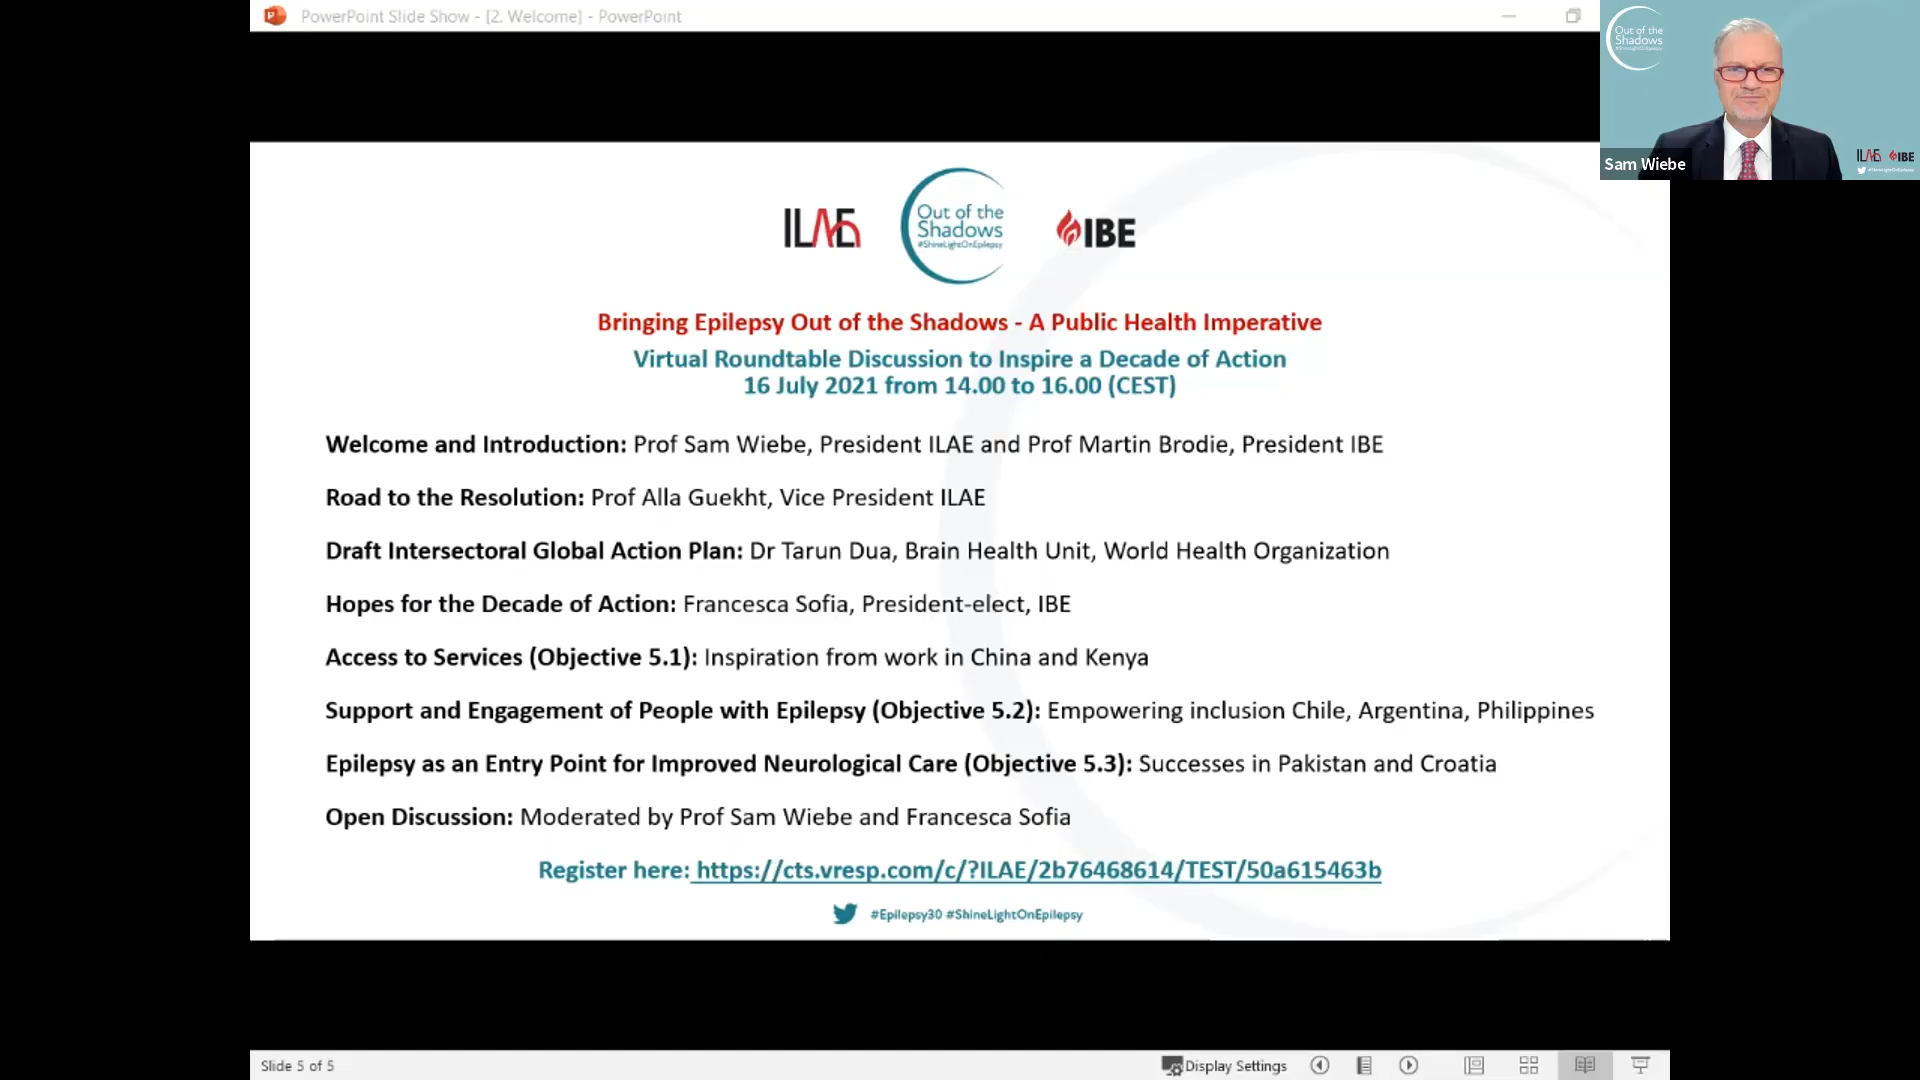 PowerPoint Slide Show - [2. Welcome] - PowerPoint
Out of the
Shadows
#ShineLightOnEpilepsy
Sam Wiebe
ILAE IBE
ILAE
Out of the
Shadows
#ShineLightOnEpilepsy
IBE
Bringing Epilepsy Out of the Shadows - A Public Health Imperative
Virtual Roundtable Discussion to Inspire a Decade of Action
16 July 2021 from 14.00 to 16.00 (CEST)
Welcome and Introduction: Prof Sam Wiebe, President ILAE and Prof Martin Brodie, President IBE
Road to the Resolution: Prof Alla Guekht, Vice President ILAE
Draft Intersectoral Global Action Plan: Dr Tarun Dua, Brain Health Unit, World Health Organization
Hopes for the Decade of Action: Francesca Sofia, President-elect, IBE
Access to Services (Objective 5.1): Inspiration from work in China and Kenya
Support and Engagement of People with Epilepsy (Objective 5.2): Empowering inclusion Chile, Argentina, Philippines
Epilepsy as an Entry Point for Improved Neurological Care (Objective 5.3): Successes in Pakistan and Croatia
Open Discussion: Moderated by Prof Sam Wiebe and Francesca Sofia
Register here: https://cts.vresp.com/c/?ILAE/2b76468614/TEST/50a615463b
#Epilepsy30 #ShineLightOnEpilepsy
Slide 5 of 5
Display Settings